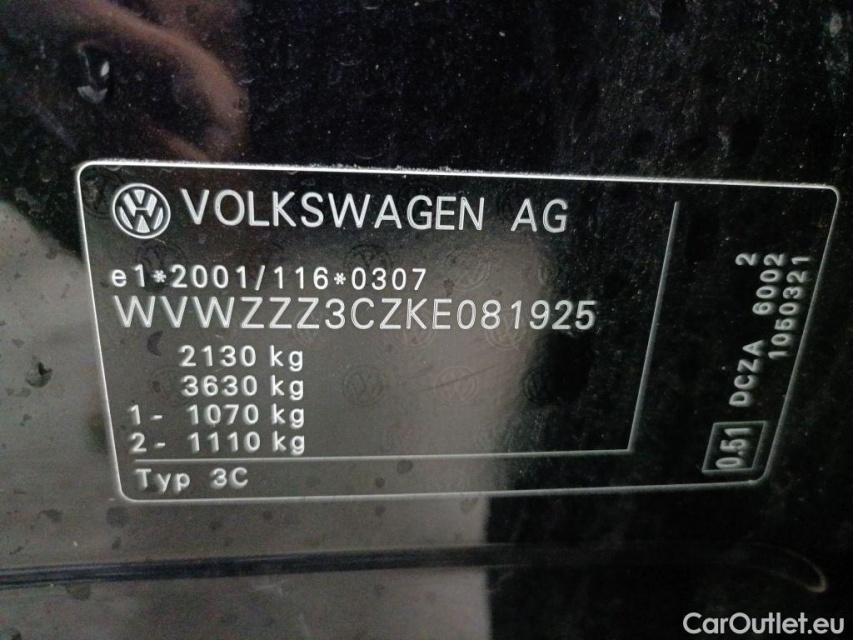 VOLKSWAGEN AG
e1*2001/116*0307
WVWZZZ3CZKE081925
2130 kg
3630 kg
1- 1070 kg
2- 1110 kg
Typ 3C
0.51 DCZA 6002 2
1050321
CarOutlet.eu